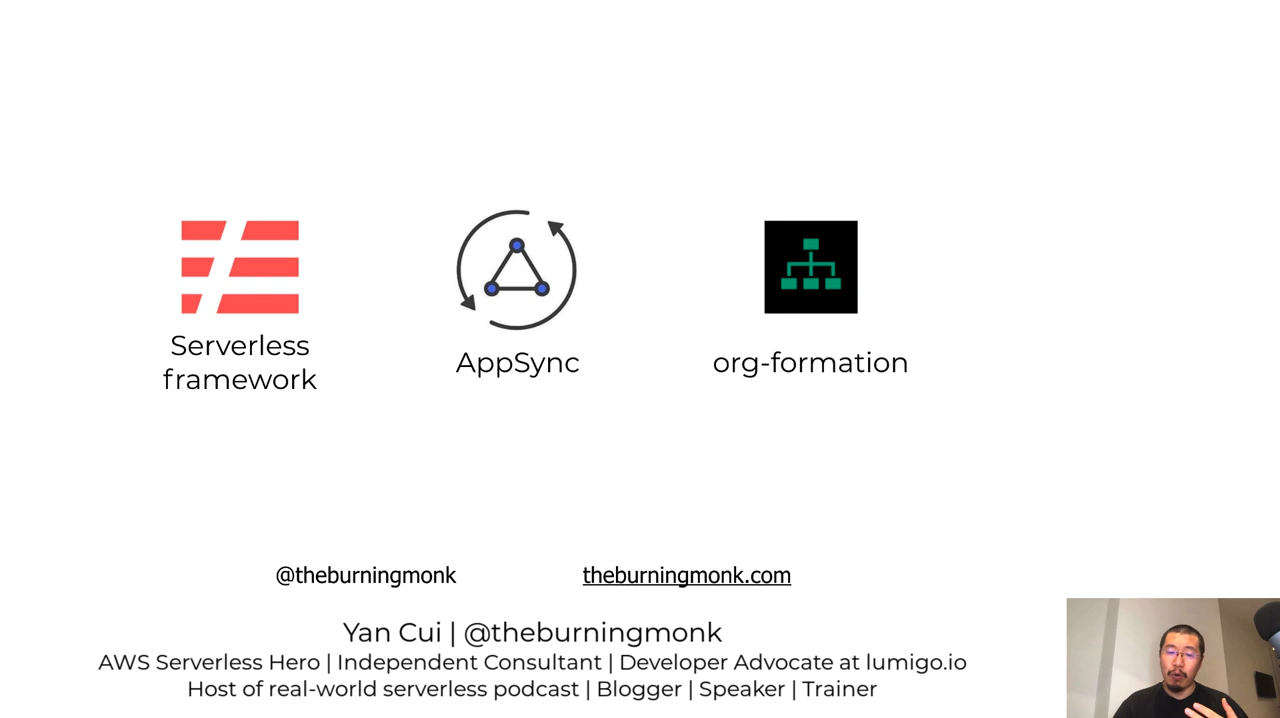 Serverless
framework
AppSync
org-formation
@theburningmonk
theburningmonk.com
Yan Cui | @theburningmonk
AWS Serverless Hero | Independent Consultant | Developer Advocate at lumigo.io
Host of real-world serverless podcast | Blogger | Speaker | Trainer